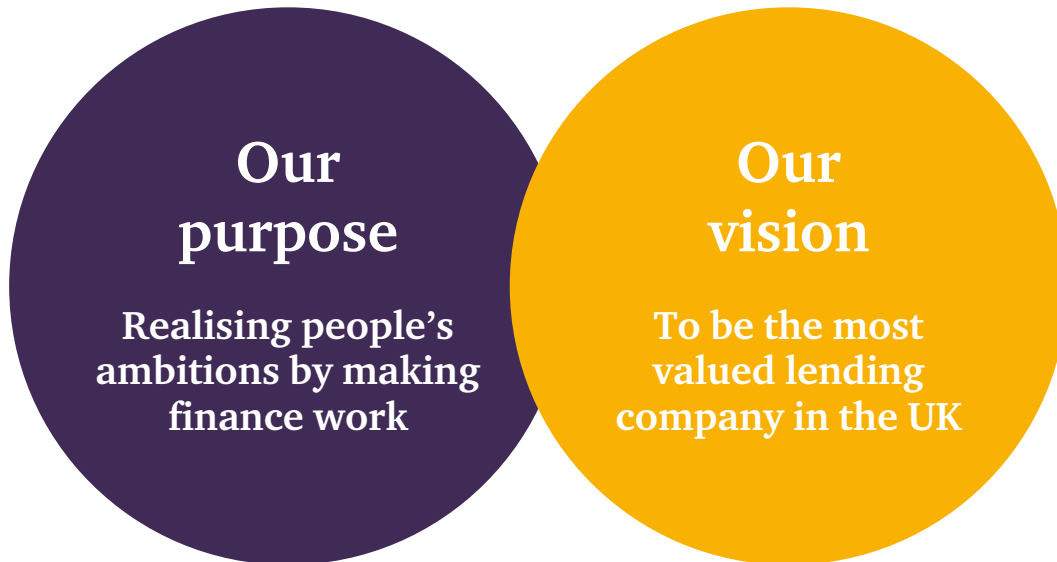 Our
purpose
Realising people’s
ambitions by making
finance work
Our
vision
To be the most
valued lending
company in the UK